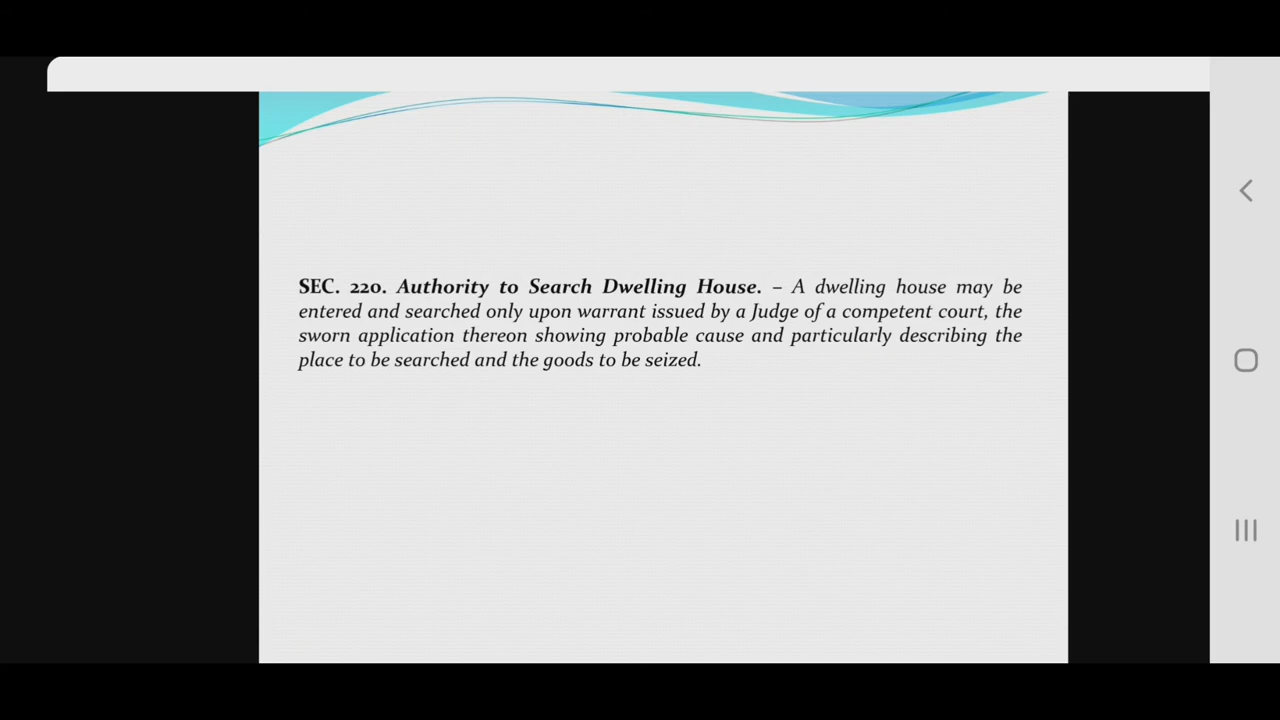 SEC. 220. Authority to Search Dwelling House. – A dwelling house may be
entered and searched only upon warrant issued by a Judge of a competent court, the
sworn application thereon showing probable cause and particularly describing the
place to be searched and the goods to be seized.